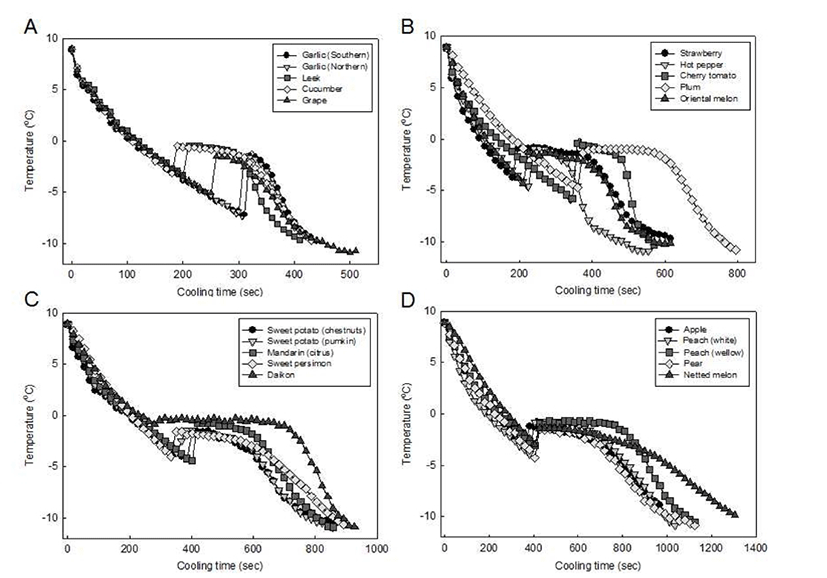 A
10
5
0
-5
-10
Temperature (°C)
Garlic (Southern)
Garlic (Northern)
Leek
Cucumber
Grape
0
100
200
300
400
500
Cooling time (sec)
B
10
5
0
-5
-10
Temperature (°C)
Strawberry
Hot pepper
Cherry tomato
Plum
Oriental melon
0
200
400
600
800
Cooling time (sec)
C
10
5
0
-5
-10
Temperature (°C)
Sweet potato (chestnuts)
Sweet potato (pumkin)
Mandarin (citrus)
Sweet persimon
Daikon
0
200
400
600
800
1000
Cooling time (sec)
D
10
5
0
-5
-10
Temperature (°C)
Apple
Peach (white)
Peach (wellow)
Pear
Netted melon
0
200
400
600
800
1000
1200
1400
Cooling time (sec)